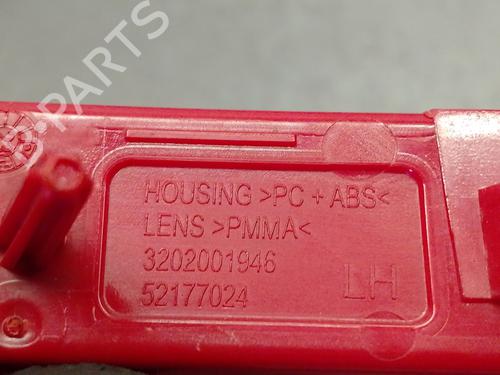 HOUSING >PC + ABS<
LENS >PMMA<
3202001946
52177024
LH
B-PARTS